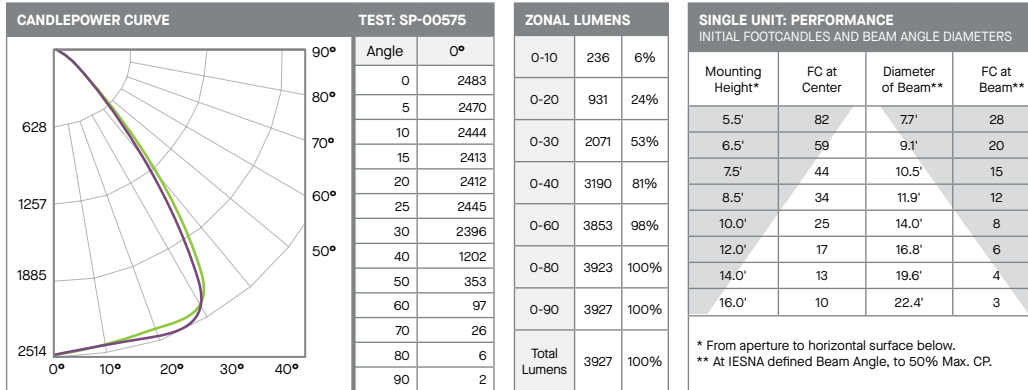 CANDLEPOWER CURVE
TEST: SP-00575
90°
80°
70°
60°
50°
628
1257
1885
2514
0° 10° 20° 30° 40°
Angle 0°
0 2483
5 2470
10 2444
15 2413
20 2412
25 2445
30 2396
40 1202
50 353
60 97
70 26
80 6
90 2
ZONAL LUMENS
0-10 236 6%
0-20 931 24%
0-30 2071 53%
0-40 3190 81%
0-60 3853 98%
0-80 3923 100%
0-90 3927 100%
Total
Lumens 3927 100%
SINGLE UNIT: PERFORMANCE
INITIAL FOOTCANDLES AND BEAM ANGLE DIAMETERS
Mounting FC at Diameter FC at
Height* Center of Beam** Beam**
5.5' 82 7.7' 28
6.5' 59 9.1' 20
7.5' 44 10.5' 15
8.5' 34 11.9' 12
10.0' 25 14.0' 8
12.0' 17 16.8' 6
14.0' 13 19.6' 4
16.0' 10 22.4' 3
* From aperture to horizontal surface below.
** At IESNA defined Beam Angle, to 50% Max. CP.